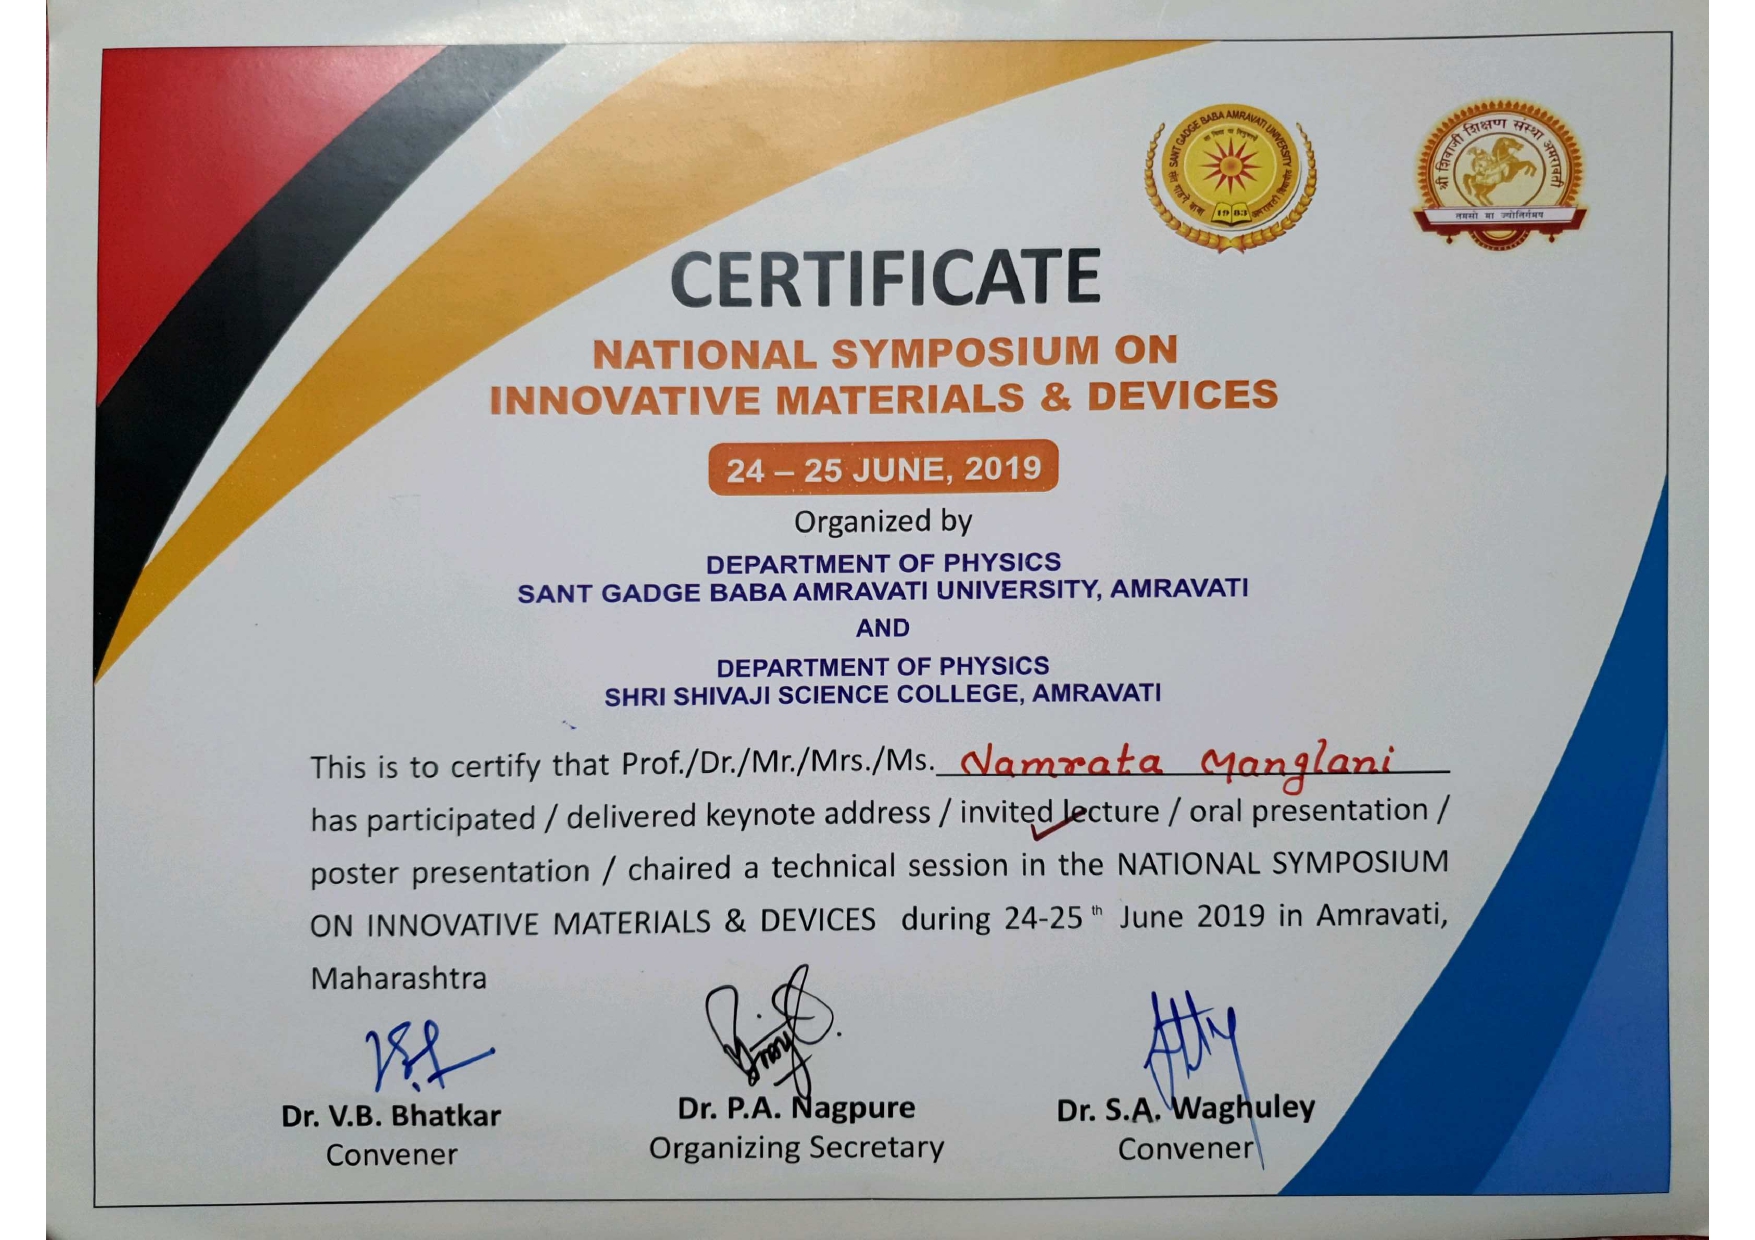 SANT GADGE BABA AMRAVATI UNIVERSITY
1983
श्री शिवाजी शिक्षण संस्था अमरावती
तमसो मा ज्योतिर्गमय
CERTIFICATE
NATIONAL SYMPOSIUM ON
INNOVATIVE MATERIALS & DEVICES
24 – 25 JUNE, 2019
Organized by
DEPARTMENT OF PHYSICS
SANT GADGE BABA AMRAVATI UNIVERSITY, AMRAVATI
AND
DEPARTMENT OF PHYSICS
SHRI SHIVAJI SCIENCE COLLEGE, AMRAVATI
This is to certify that Prof./Dr./Mr./Mrs./Ms. Namrata Manglani
has participated / delivered keynote address / invited lecture / oral presentation /
poster presentation / chaired a technical session in the NATIONAL SYMPOSIUM
ON INNOVATIVE MATERIALS & DEVICES during 24-25 th June 2019 in Amravati,
Maharashtra
Dr. V.B. Bhatkar
Convener
Dr. P.A. Nagpure
Organizing Secretary
Dr. S.A. Waghuley
Convener